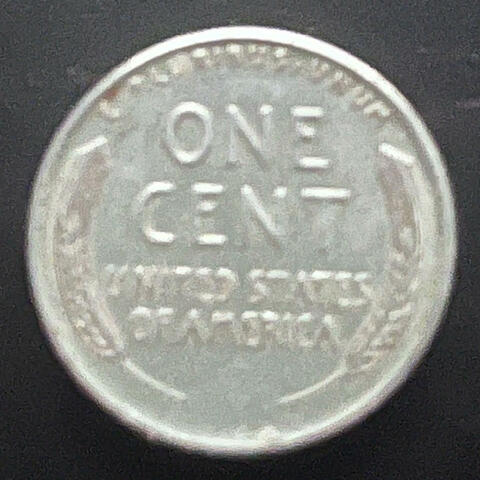 ONE
CENT
UNITED STATES
OF AMERICA